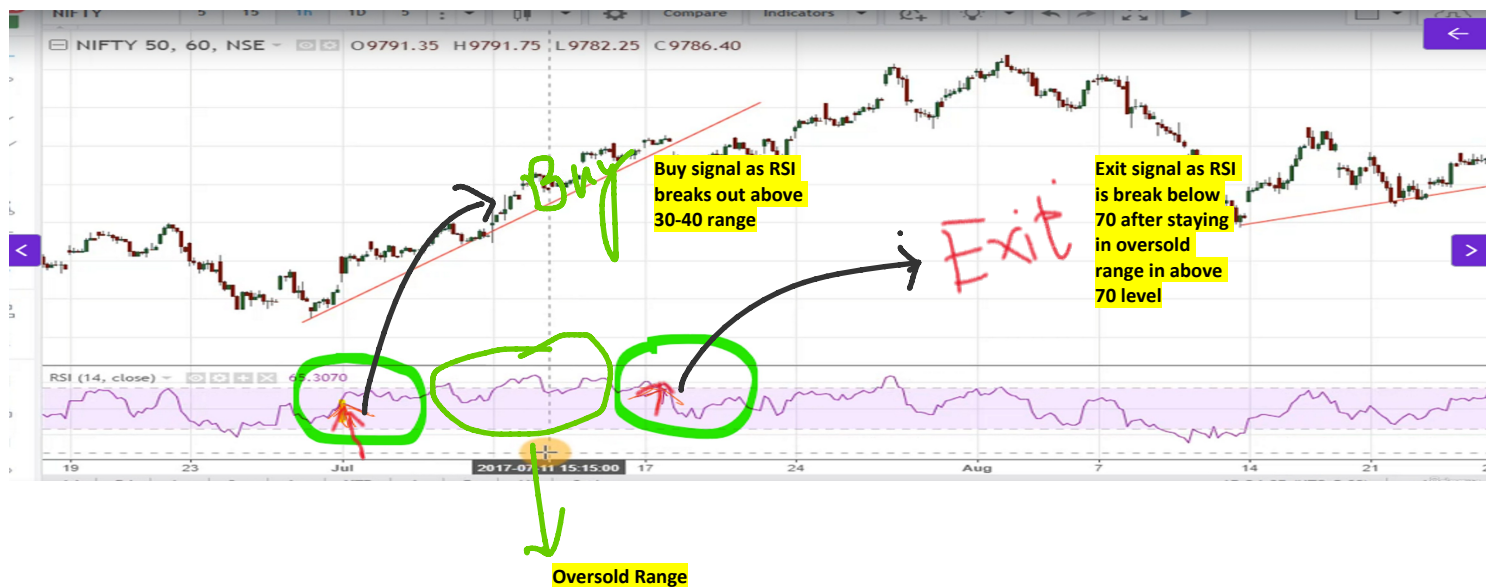 NIFTY 5 15 1h 1D 5 Compare Indicators
NIFTY 50, 60, NSE O9791.35 H9791.75 L9782.25 C9786.40
Buy
Buy signal as RSI
breaks out above
30-40 range
Exit
Exit signal as RSI
is break below
70 after staying
in oversold
range in above
70 level
RSI (14, close) 65.3070
19 23 Jul 2017-07-11 15:15:00 17 24 Aug 7 14 21
Oversold Range